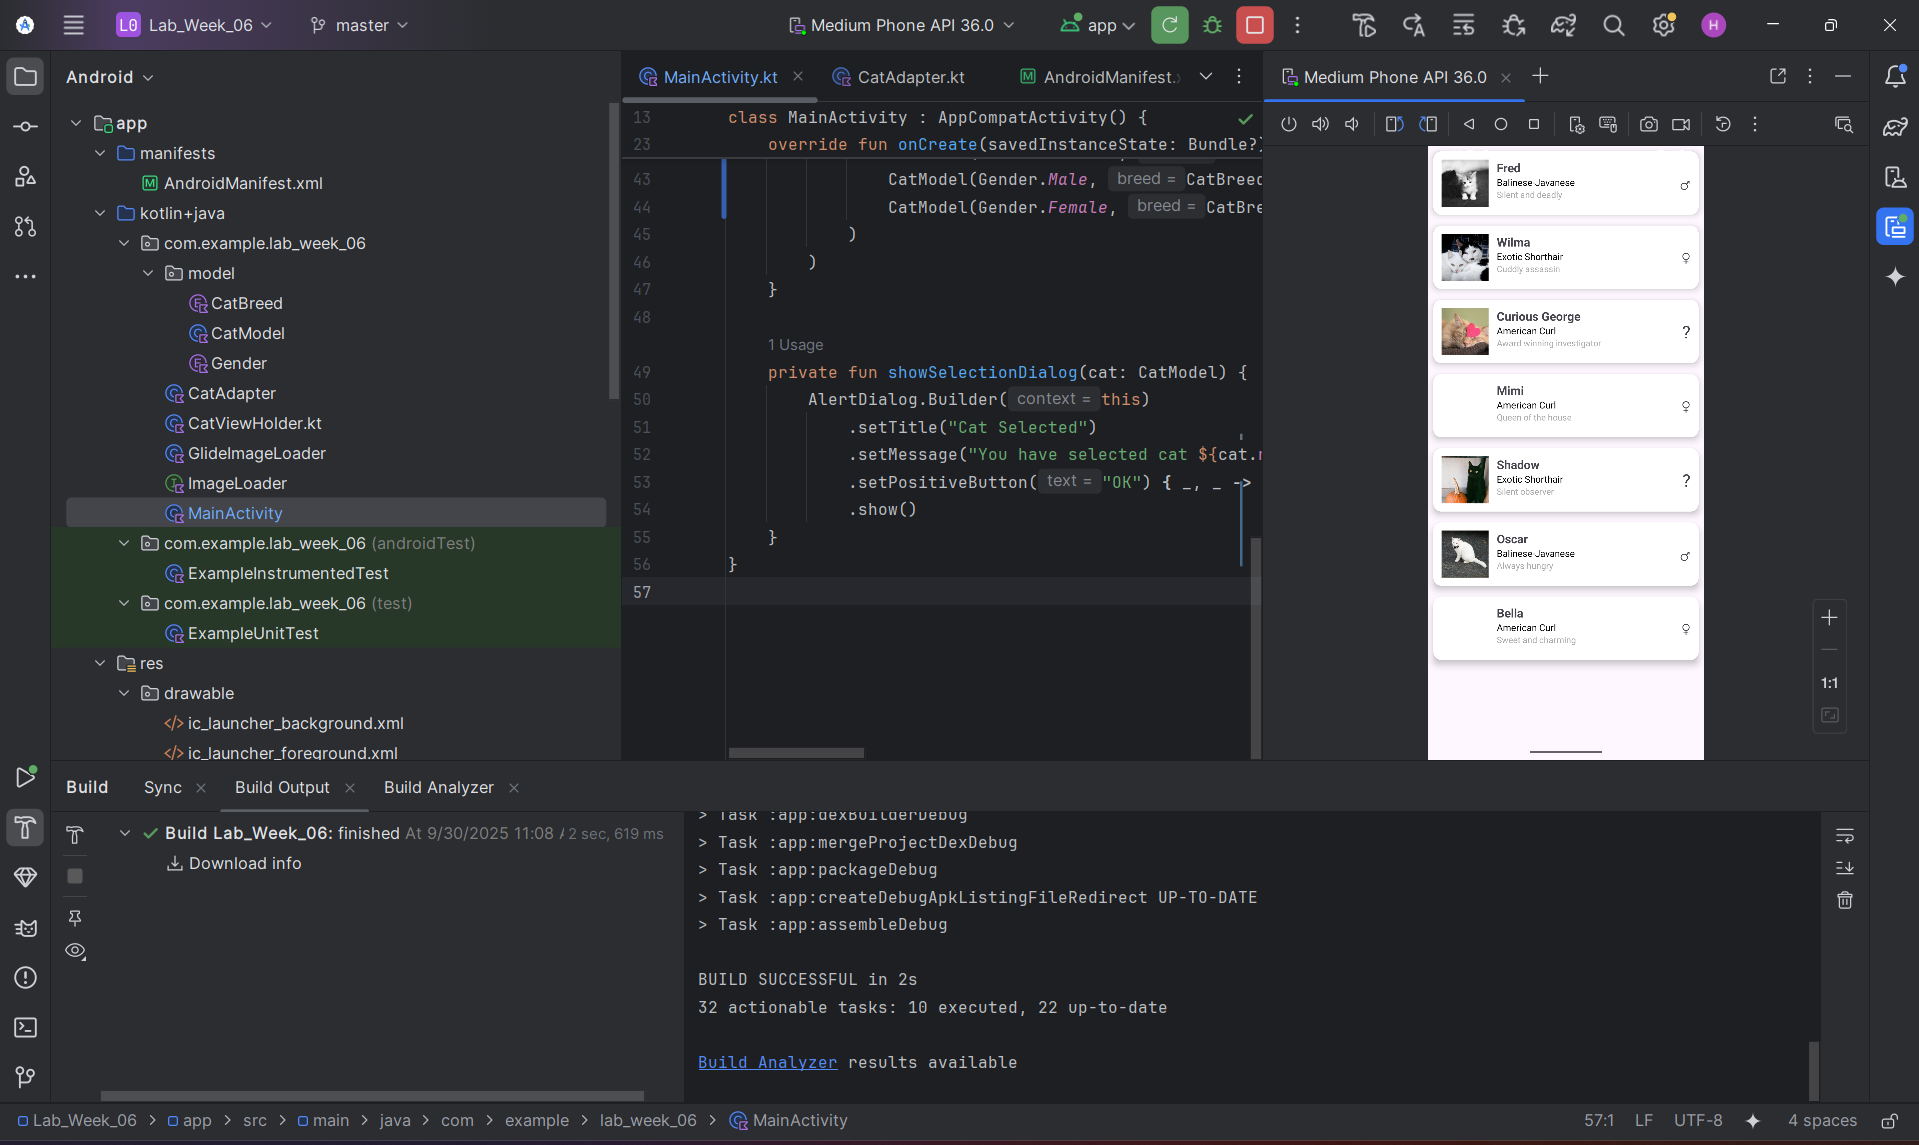 L0 Lab_Week_06 master Medium Phone API 36.0 app H
Android
app
manifests
AndroidManifest.xml
kotlin+java
com.example.lab_week_06
model
CatBreed
CatModel
Gender
CatAdapter
CatViewHolder.kt
GlideImageLoader
ImageLoader
MainActivity
com.example.lab_week_06 (androidTest)
ExampleInstrumentedTest
com.example.lab_week_06 (test)
ExampleUnitTest
res
drawable
ic_launcher_background.xml
ic_launcher_foreground.xml
MainActivity.kt CatAdapter.kt AndroidManifest.
13 class MainActivity : AppCompatActivity() {
23 override fun onCreate(savedInstanceState: Bundle?)
43 CatModel(Gender.Male, breed = CatBreed
44 CatModel(Gender.Female, breed = CatBre
45 )
46 )
47 }
48
1 Usage
49 private fun showSelectionDialog(cat: CatModel) {
50 AlertDialog.Builder( context = this)
51 .setTitle("Cat Selected")
52 .setMessage("You have selected cat ${cat.n
53 .setPositiveButton( text = "OK") { _, _ ->
54 .show()
55 }
56 }
57
Medium Phone API 36.0
Fred
Balinese Javanese
Silent and deadly
♂
Wilma
Exotic Shorthair
Cuddly assassin
♀
Curious George
American Curl
Award winning investigator
?
Mimi
American Curl
Queen of the house
♀
Shadow
Exotic Shorthair
Silent observer
?
Oscar
Balinese Javanese
Always hungry
♂
Bella
American Curl
Sweet and charming
♀
1:1
Build Sync Build Output Build Analyzer
Build Lab_Week_06: finished At 9/30/2025 11:08 A 2 sec, 619 ms
Download info
> Task :app:dexBuilderDebug
> Task :app:mergeProjectDexDebug
> Task :app:packageDebug
> Task :app:createDebugApkListingFileRedirect UP-TO-DATE
> Task :app:assembleDebug
BUILD SUCCESSFUL in 2s
32 actionable tasks: 10 executed, 22 up-to-date
Build Analyzer results available
Lab_Week_06 > app > src > main > java > com > example > lab_week_06 > MainActivity 57:1 LF UTF-8 4 spaces